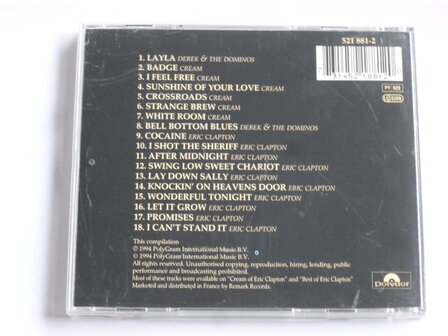 521 881-2
1. LAYLA DEREK & THE DOMINOS
2. BADGE CREAM
3. I FEEL FREE CREAM
4. SUNSHINE OF YOUR LOVE CREAM
5. CROSSROADS CREAM
6. STRANGE BREW CREAM
7. WHITE ROOM CREAM
8. BELL BOTTOM BLUES DEREK & THE DOMINOS
9. COCAINE ERIC CLAPTON
10. I SHOT THE SHERIFF ERIC CLAPTON
11. AFTER MIDNIGHT ERIC CLAPTON
12. SWING LOW SWEET CHARIOT ERIC CLAPTON
13. LAY DOWN SALLY ERIC CLAPTON
14. KNOCKIN' ON HEAVENS DOOR ERIC CLAPTON
15. WONDERFUL TONIGHT ERIC CLAPTON
16. LET IT GROW ERIC CLAPTON
17. PROMISES ERIC CLAPTON
18. I CAN'T STAND IT ERIC CLAPTON
This compilation
℗ 1994 PolyGram International Music B.V.
© 1994 PolyGram International Music B.V.
All rights reserved. Unauthorised copying, reproduction, hiring, lending, public
performance and broadcasting prohibited.
Most of these tracks were available on "Cream of Eric Clapton" and "Best of Eric Clapton"
Marketed and distributed in France by Remark Records.
polydor